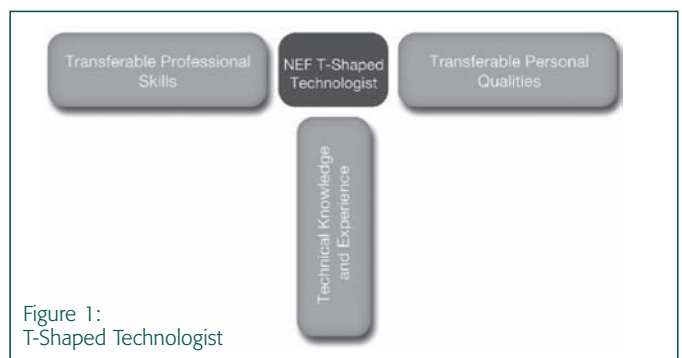 Transferable Professional
Skills
NEF T-Shaped
Technologist
Transferable Personal
Qualities
Technical Knowledge
and Experience
Figure 1:
T-Shaped Technologist